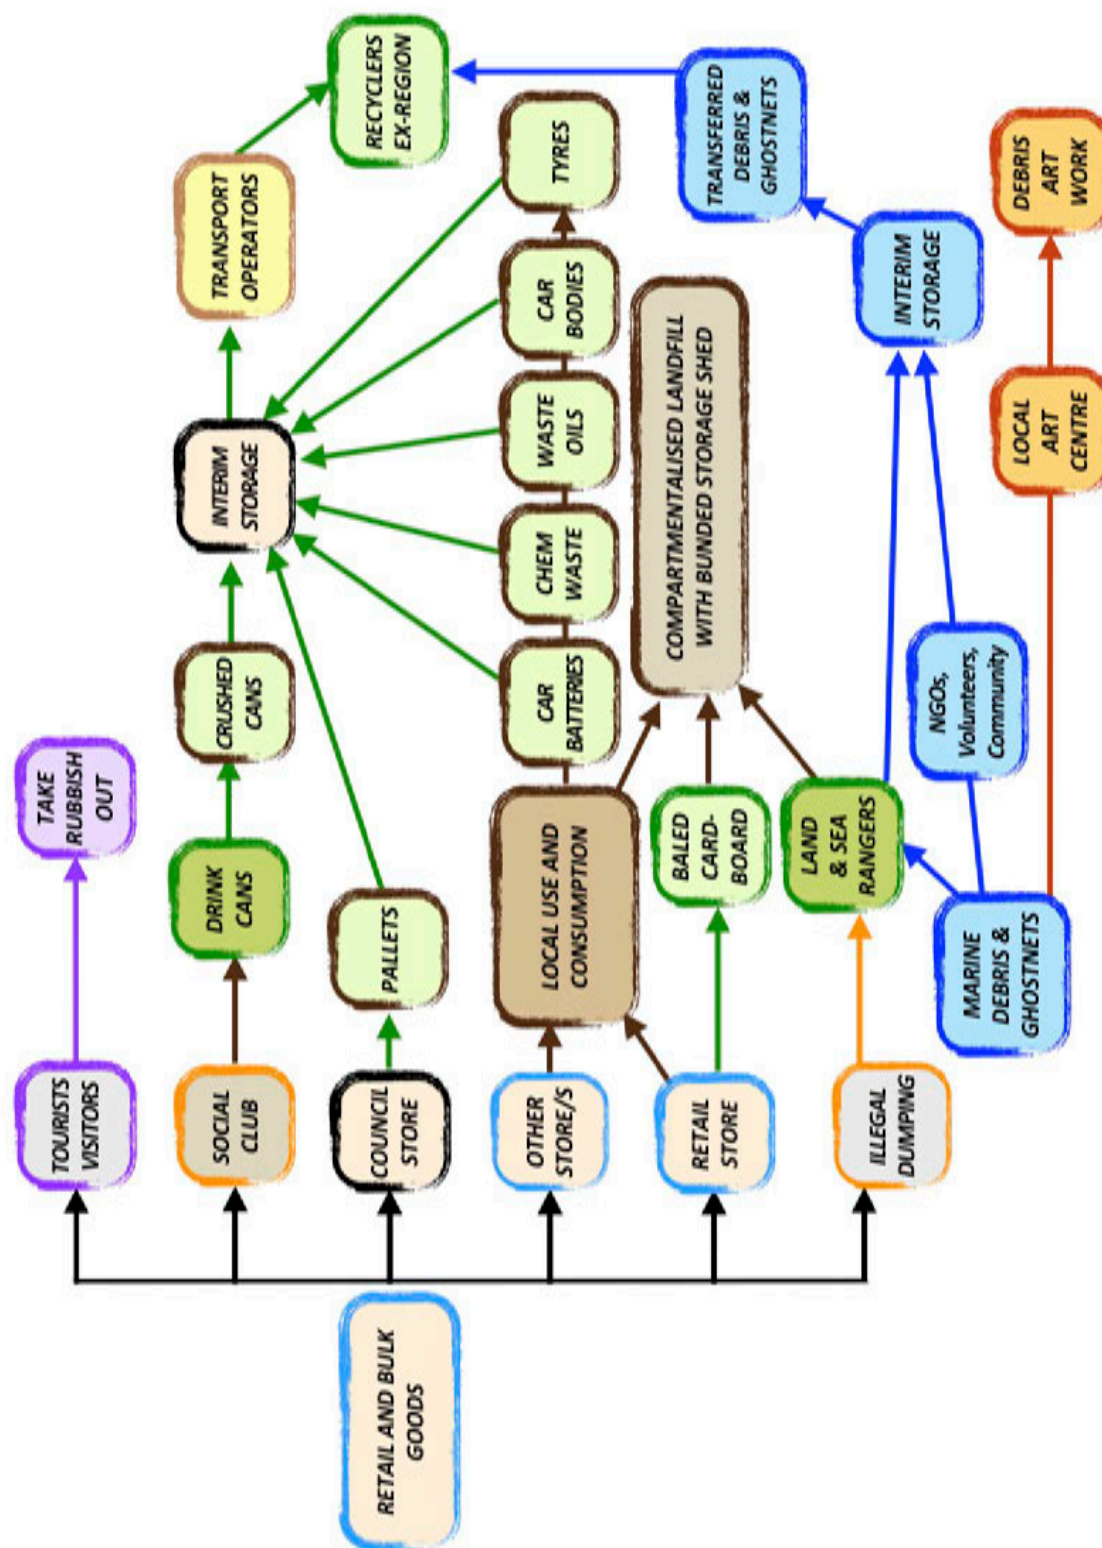 RETAIL AND BULK
GOODS
TOURISTS
VISITORS
TAKE
RUBBISH
OUT
SOCIAL
CLUB
DRINK
CANS
CRUSHED
CANS
INTERIM
STORAGE
TRANSPORT
OPERATORS
RECYCLERS
EX-REGION
COUNCIL
STORE
PALLETS
OTHER
STORE/S
LOCAL USE AND
CONSUMPTION
CAR
BATTERIES
CHEM
WASTE
WASTE
OILS
CAR
BODIES
TYRES
RETAIL
STORE
BALED
CARD-
BOARD
COMPARTMENTALISED LANDFILL
WITH BUNDED STORAGE SHED
ILLEGAL
DUMPING
LAND
& SEA
RANGERS
MARINE
DEBRIS &
GHOSTNETS
NGOs,
Volunteers,
Community
INTERIM
STORAGE
TRANSFERRED
DEBRIS &
GHOSTNETS
LOCAL
ART
CENTRE
DEBRIS
ART
WORK